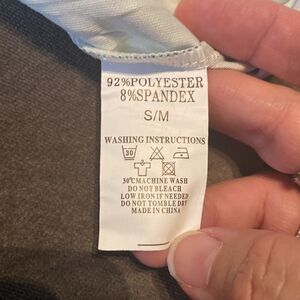 92%POLYESTER
8%SPANDEX
S/M
WASHING INSTRUCTIONS
30
30°CMACHINE WASH
DO NOT BLEACH
LOW IRON IF NEEDED
DO NOT TOMBLE DRY
MADE IN CHINA